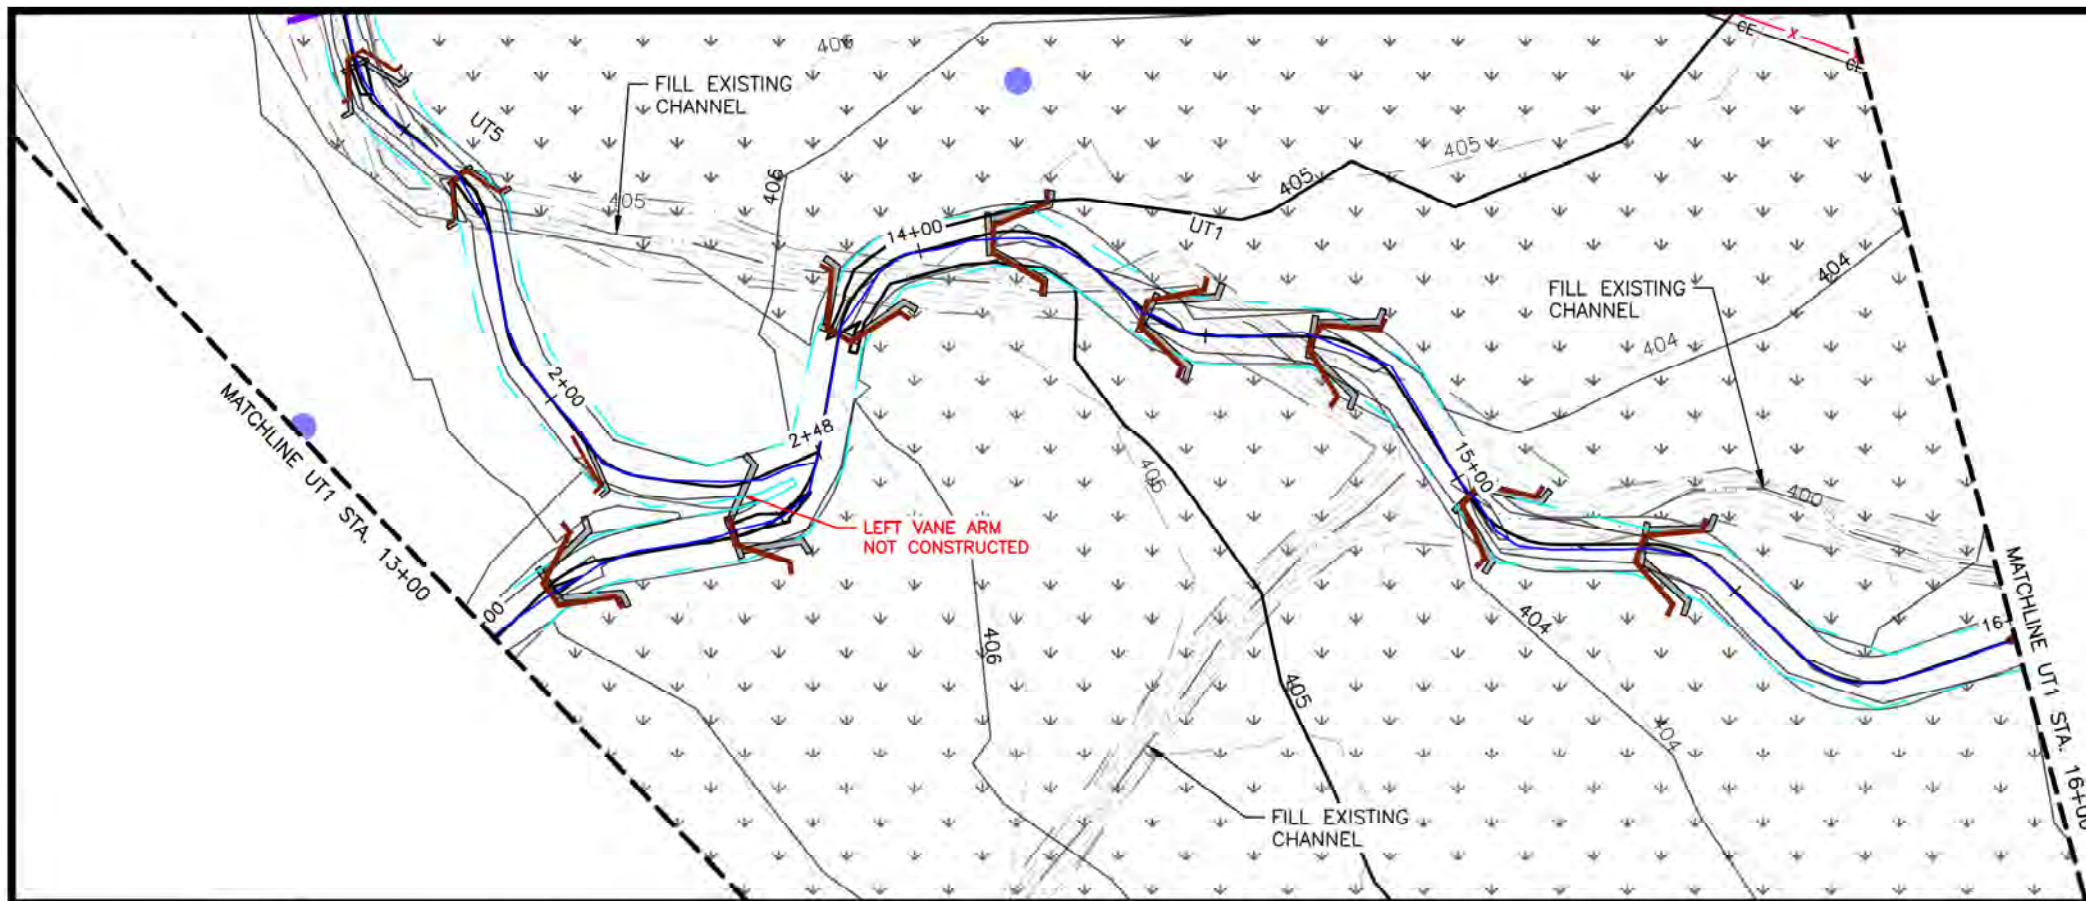 406
CE
X
CE
FILL EXISTING
CHANNEL
UT5
405
405
406
405
UT1
14+00
404
FILL EXISTING
CHANNEL
404
2+00
MATCHLINE UT1 STA. 13+00
2+48
405
15+00
400
LEFT VANE ARM
NOT CONSTRUCTED
00
406
404
16+
MATCHLINE UT1 STA. 16+00
405
404
FILL EXISTING
CHANNEL